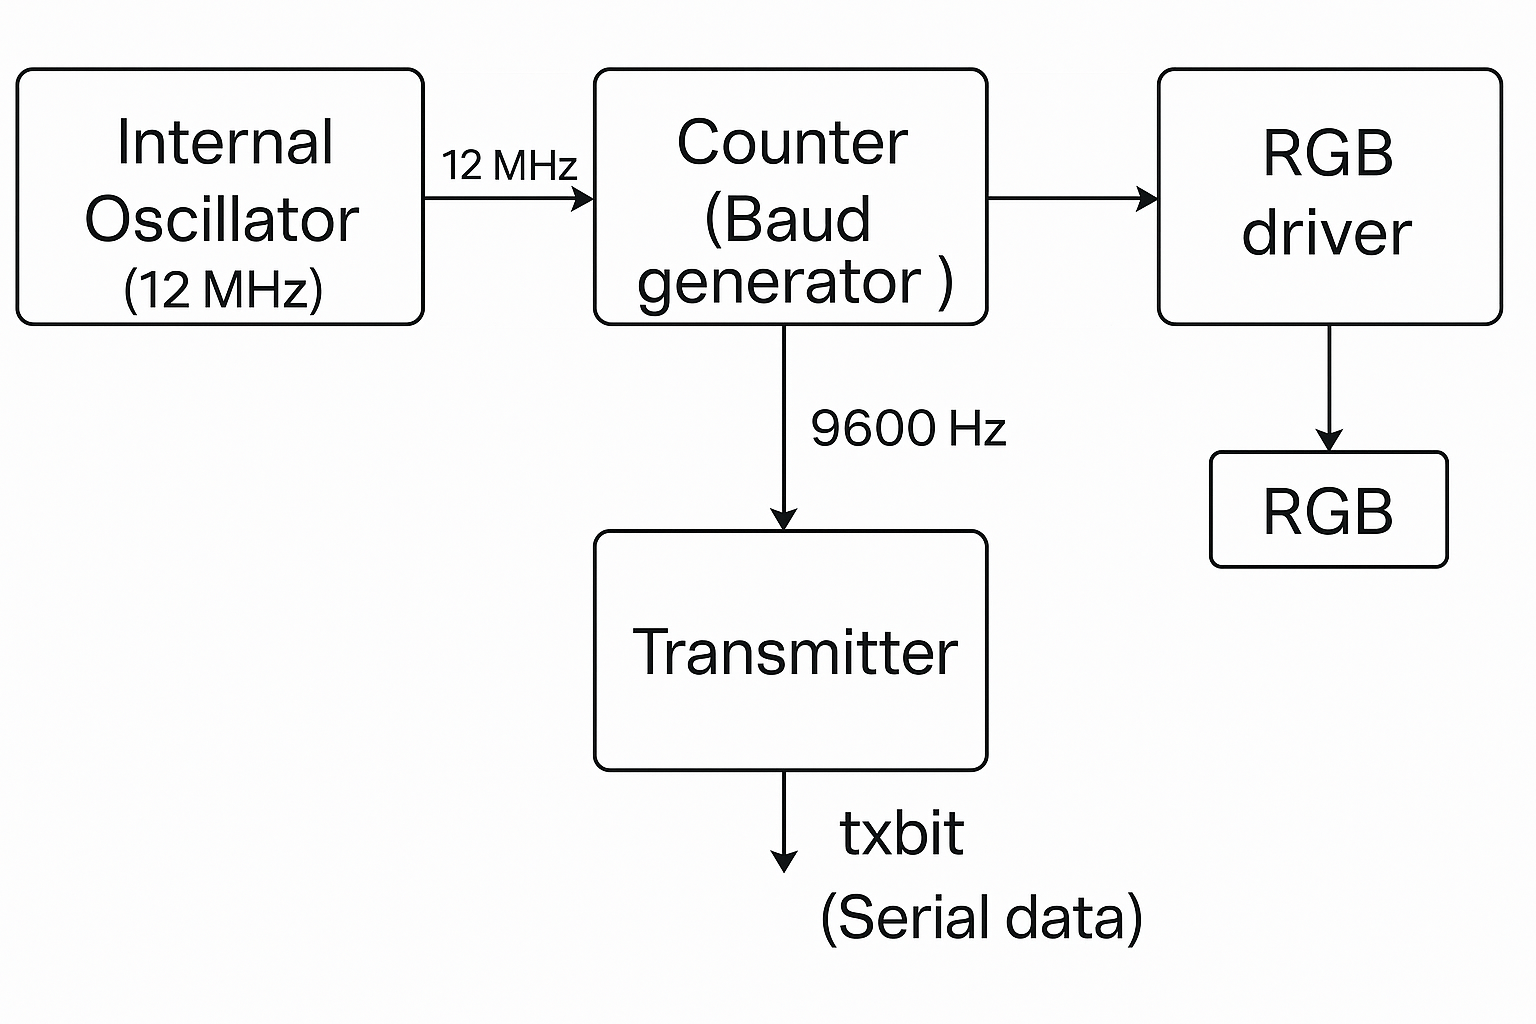 Internal
Oscillator
(12 MHz)
12 MHz
Counter
(Baud
generator )
RGB
driver
9600 Hz
RGB
Transmitter
txbit
(Serial data)